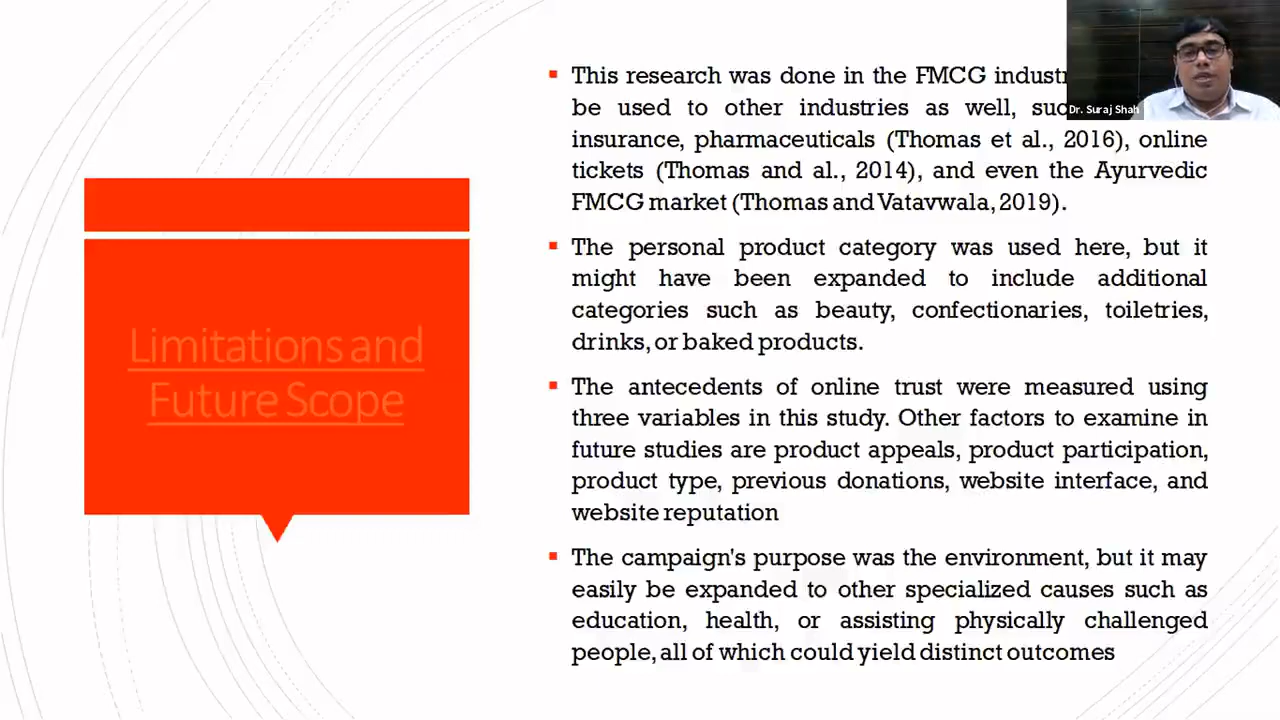 This research was done in the FMCG
be used to other industries as well,
insurance, pharmaceuticals (Thomas et al., 2016), online
tickets (Thomas and al., 2014), and even the Ayurvedic
FMCG market (Thomas and Vatavwala, 2019).
The personal product category was used here, but it
might have been expanded to include additional
categories such as beauty, confectionaries, toiletries,
drinks, or baked products.
The antecedents of online trust were measured using
three variables in this study. Other factors to examine in
future studies are product appeals, product participation,
product type, previous donations, website interface, and
website reputation
The campaign's purpose was the environment, but it may
easily be expanded to other specialized causes such as
education, health, or assisting physically challenged
people, all of which could yield distinct outcomes
Limitations and
Future Scope
Dr. Suraj Shah